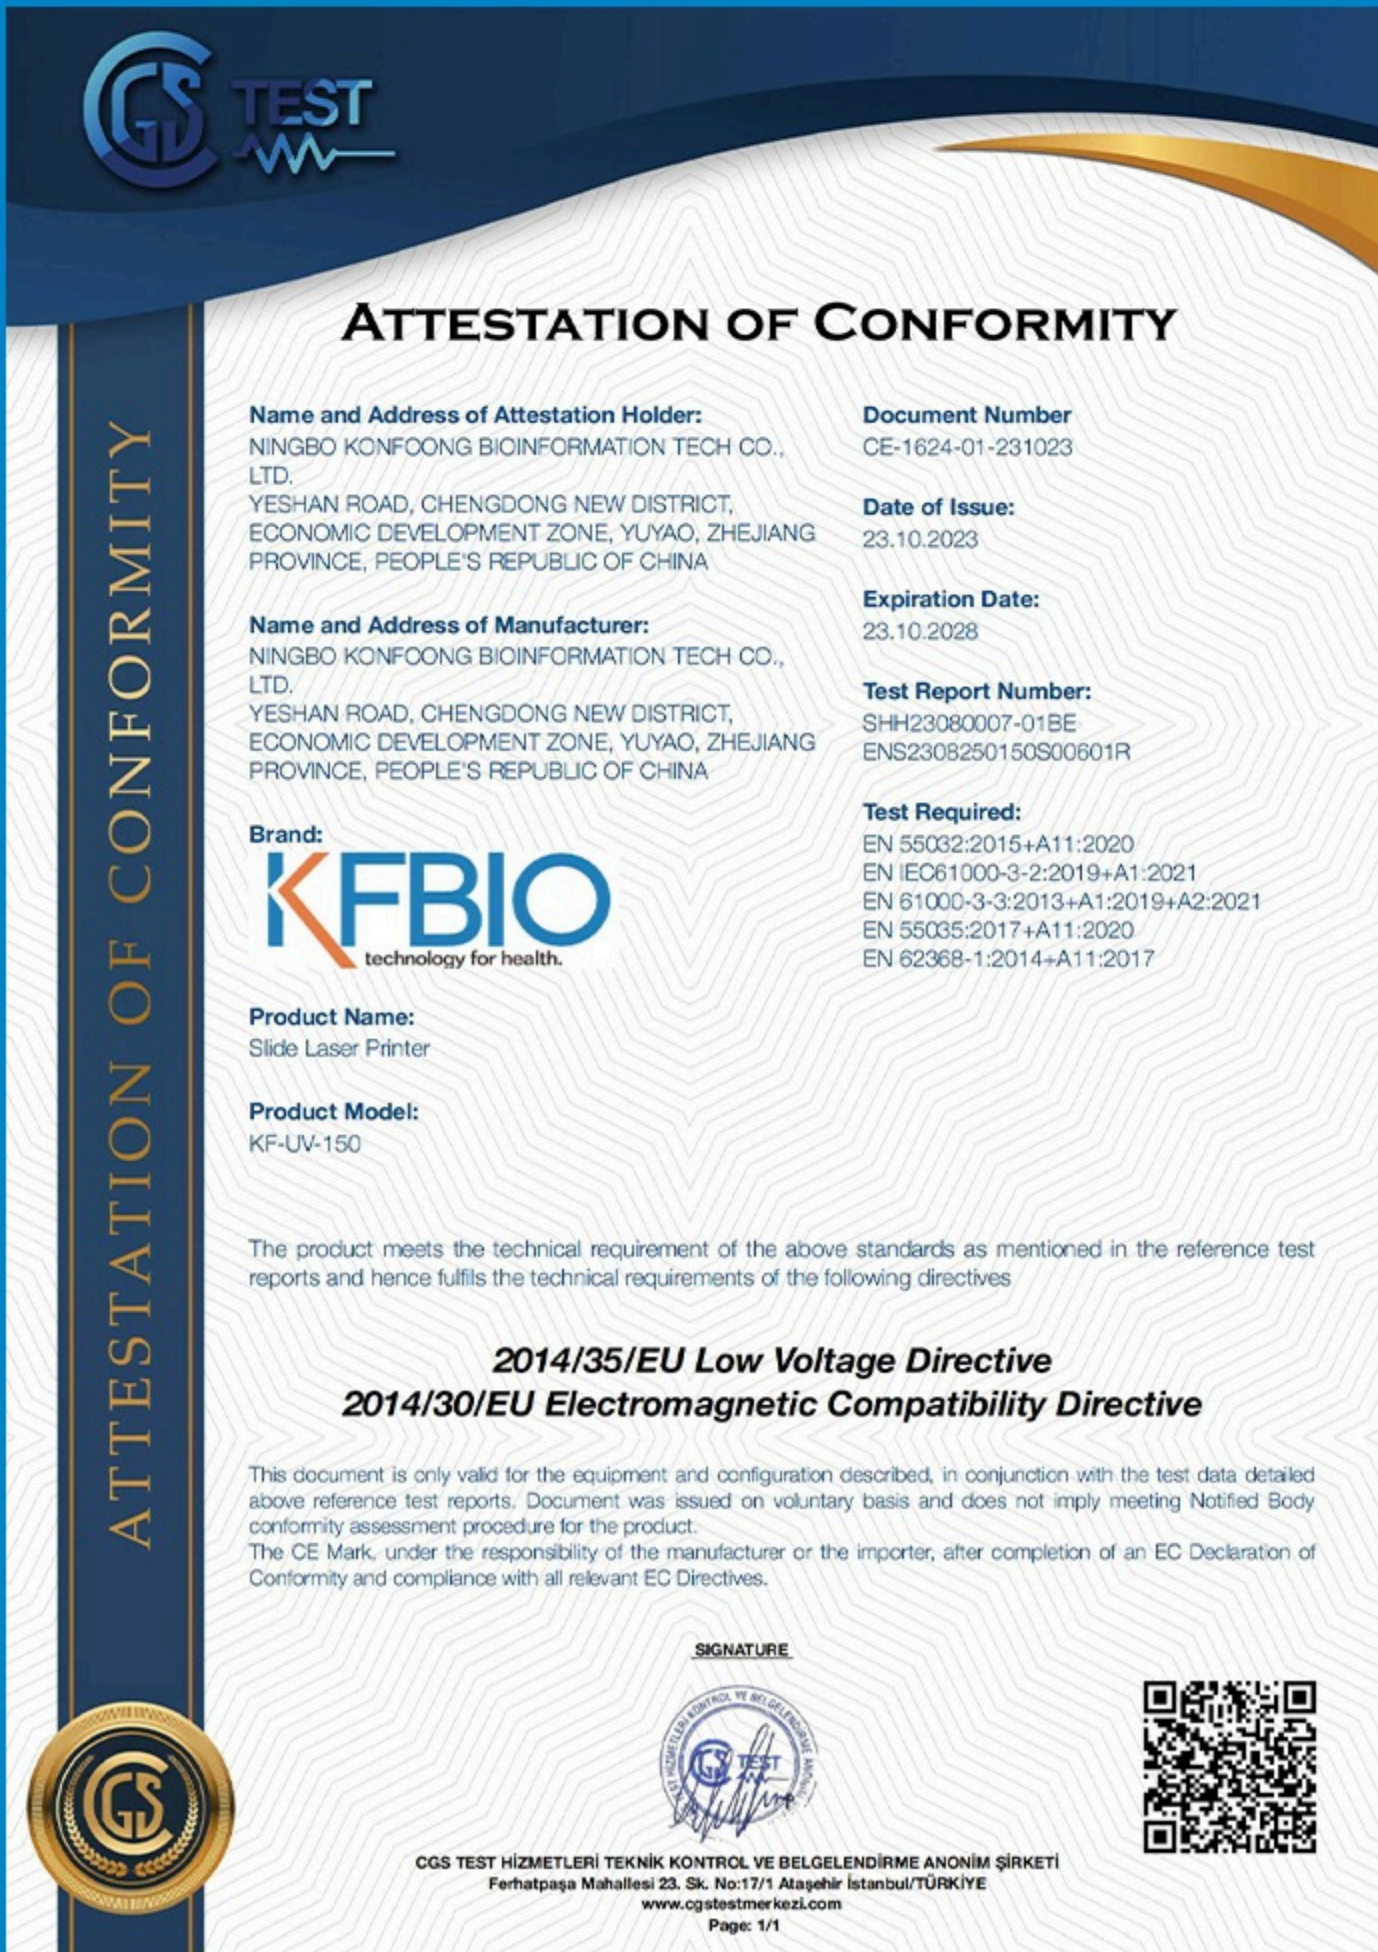 CGS TEST
ATTESTATION OF CONFORMITY
ATTESTATION OF CONFORMITY
Name and Address of Attestation Holder:
NINGBO KONFOONG BIOINFORMATION TECH CO.,
LTD.
YESHAN ROAD, CHENGDONG NEW DISTRICT,
ECONOMIC DEVELOPMENT ZONE, YUYAO, ZHEJIANG
PROVINCE, PEOPLE'S REPUBLIC OF CHINA
Name and Address of Manufacturer:
NINGBO KONFOONG BIOINFORMATION TECH CO.,
LTD.
YESHAN ROAD, CHENGDONG NEW DISTRICT,
ECONOMIC DEVELOPMENT ZONE, YUYAO, ZHEJIANG
PROVINCE, PEOPLE'S REPUBLIC OF CHINA
Brand:
KFBIO
technology for health.
Product Name:
Slide Laser Printer
Product Model:
KF-UV-150
Document Number
CE-1624-01-231023
Date of Issue:
23.10.2023
Expiration Date:
23.10.2028
Test Report Number:
SHH23080007-01BE
ENS2308250150S00601R
Test Required:
EN 55032:2015+A11:2020
EN IEC61000-3-2:2019+A1:2021
EN 61000-3-3:2013+A1:2019+A2:2021
EN 55035:2017+A11:2020
EN 62368-1:2014+A11:2017
The product meets the technical requirement of the above standards as mentioned in the reference test
reports and hence fulfils the technical requirements of the following directives
2014/35/EU Low Voltage Directive
2014/30/EU Electromagnetic Compatibility Directive
This document is only valid for the equipment and configuration described, in conjunction with the test data detailed
above reference test reports. Document was issued on voluntary basis and does not imply meeting Notified Body
conformity assessment procedure for the product.
The CE Mark, under the responsibility of the manufacturer or the importer, after completion of an EC Declaration of
Conformity and compliance with all relevant EC Directives.
SIGNATURE
HİZMETLERİ KONTROL VE BELGELENDİRME
CGS TEST
CGS
CGS TEST HİZMETLERİ TEKNİK KONTROL VE BELGELENDİRME ANONİM ŞİRKETİ
Ferhatpaşa Mahallesi 23. Sk. No:17/1 Ataşehir İstanbul/TÜRKİYE
www.cgstestmerkezi.com
Page: 1/1